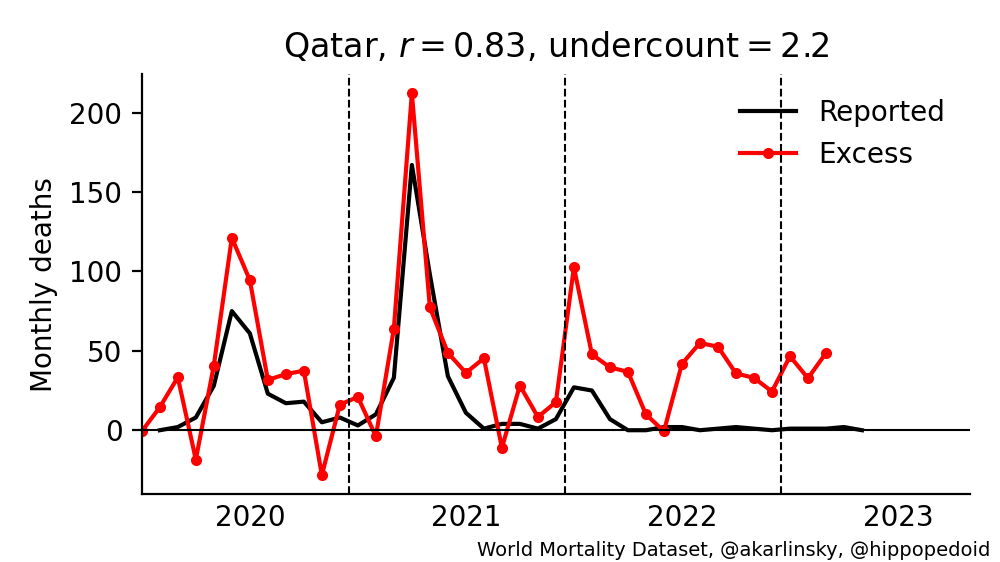 Qatar, r = 0.83, undercount = 2.2
Monthly deaths
200
150
100
50
0
Reported
Excess
2020 2021 2022 2023
World Mortality Dataset, @akarlinsky, @hippopedoid